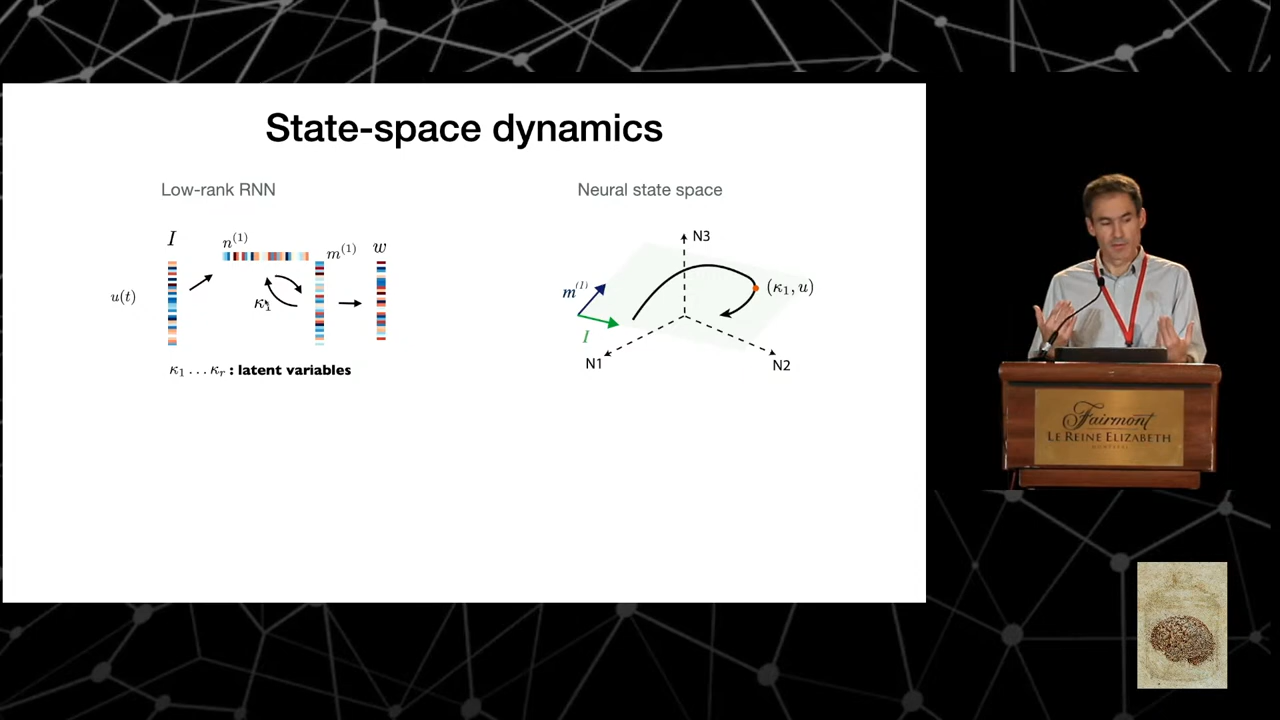 State-space dynamics
Low-rank RNN
Neural state space
I
n⁽¹⁾
m⁽¹⁾
w
u(t)
κ₁
κ₁ … κᵣ : latent variables
N3
m⁽¹⁾
(κ₁, u)
I
N1
N2
Fairmont
LE REINE ELIZABETH
MONTREAL